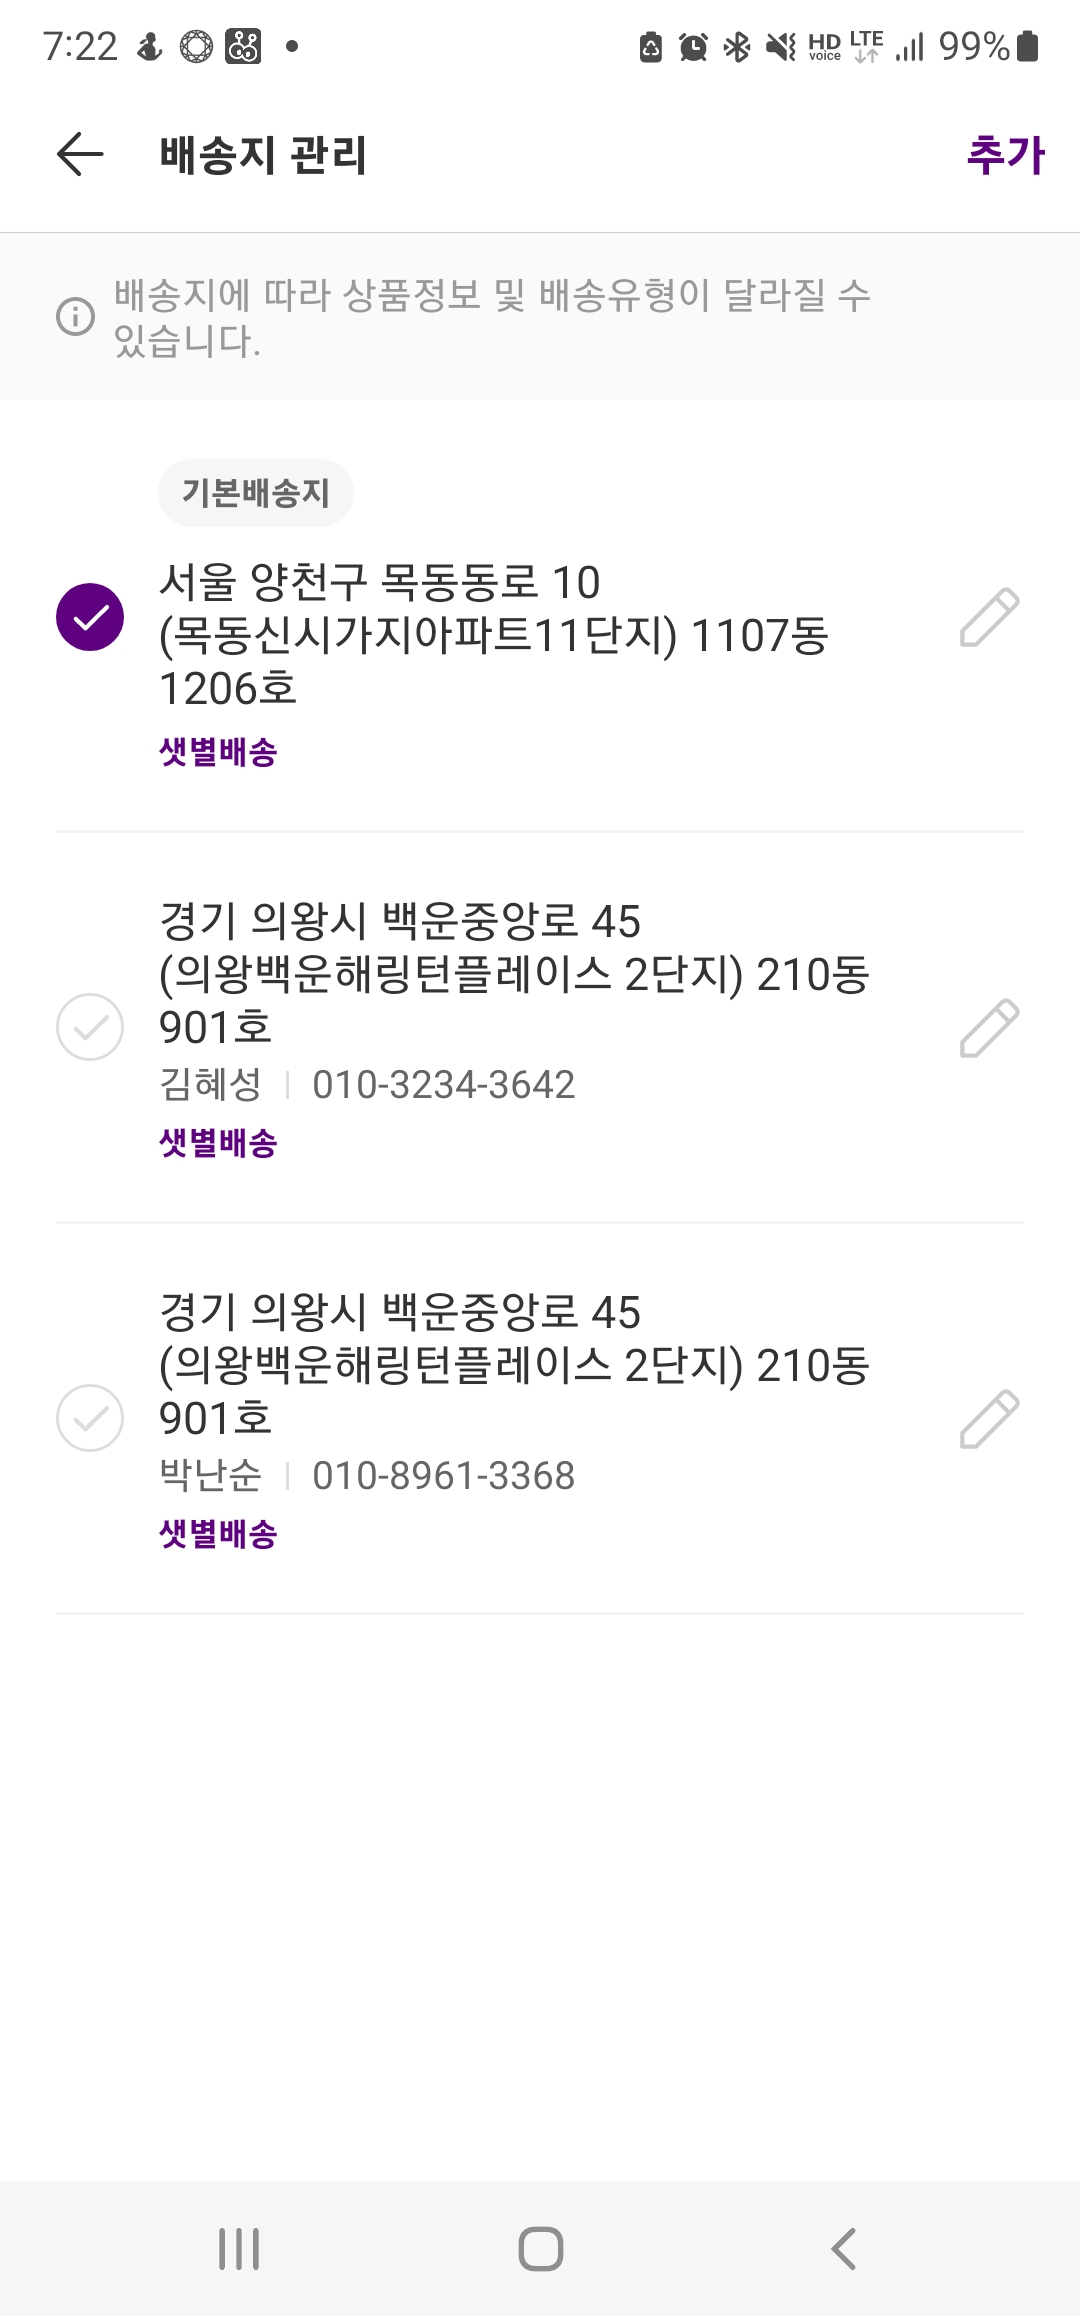 7:22 HD voice LTE 99%
배송지 관리 추가
배송지에 따라 상품정보 및 배송유형이 달라질 수
있습니다.
기본배송지
서울 양천구 목동동로 10
(목동신시가지아파트11단지) 1107동
1206호
샛별배송
경기 의왕시 백운중앙로 45
(의왕백운해링턴플레이스 2단지) 210동
901호
김혜성 | 010-3234-3642
샛별배송
경기 의왕시 백운중앙로 45
(의왕백운해링턴플레이스 2단지) 210동
901호
박난순 | 010-8961-3368
샛별배송